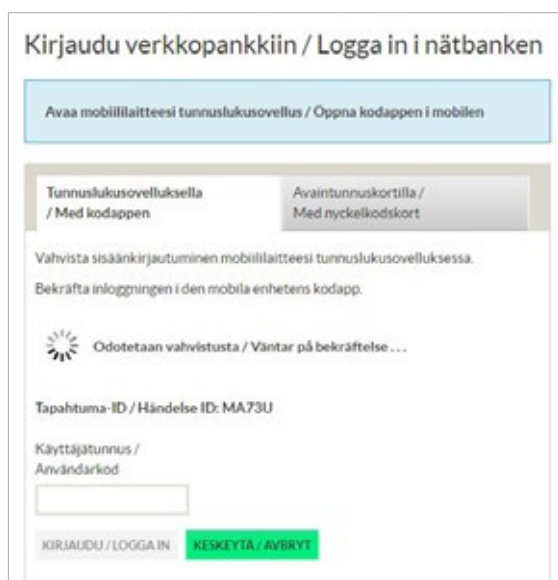 Kirjaudu verkkopankkiin / Logga in i nätbanken
Avaa mobiililaitteesi tunnuslukusovellus / Öppna kodappen i mobilen
Tunnuslukusovelluksella
/ Med kodappen
Avaintunnuskortilla /
Med nyckelkodskort
Vahvista sisäänkirjautuminen mobiililaitteesi tunnuslukusovelluksessa.
Bekräfta inloggningen i den mobila enhetens kodapp.
Odotetaan vahvistusta / Väntar på bekräftelse . . .
Tapahtuma-ID / Händelse ID: MA73U
Käyttäjätunnus /
Användarkod
KIRJAUDU / LOGGA IN
KESKEYTÄ / AVBRYT